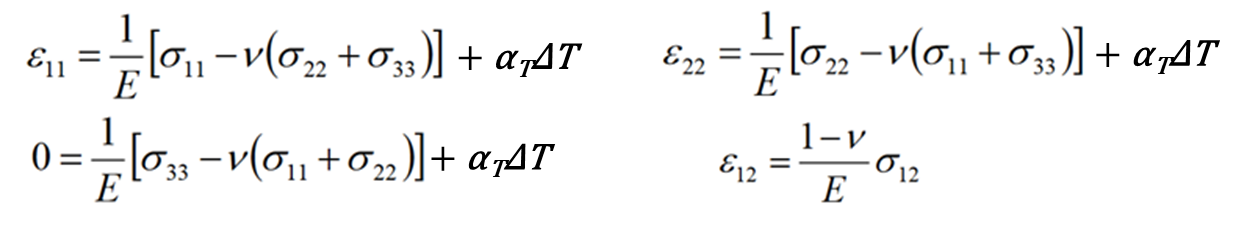 ε₁₁ = 1/E [σ₁₁ − ν(σ₂₂ + σ₃₃)] + α_TΔT    ε₂₂ = 1/E [σ₂₂ − ν(σ₁₁ + σ₃₃)] + α_TΔT
0 = 1/E [σ₃₃ − ν(σ₁₁ + σ₂₂)] + α_TΔT    ε₁₂ = (1 − ν)/E σ₁₂